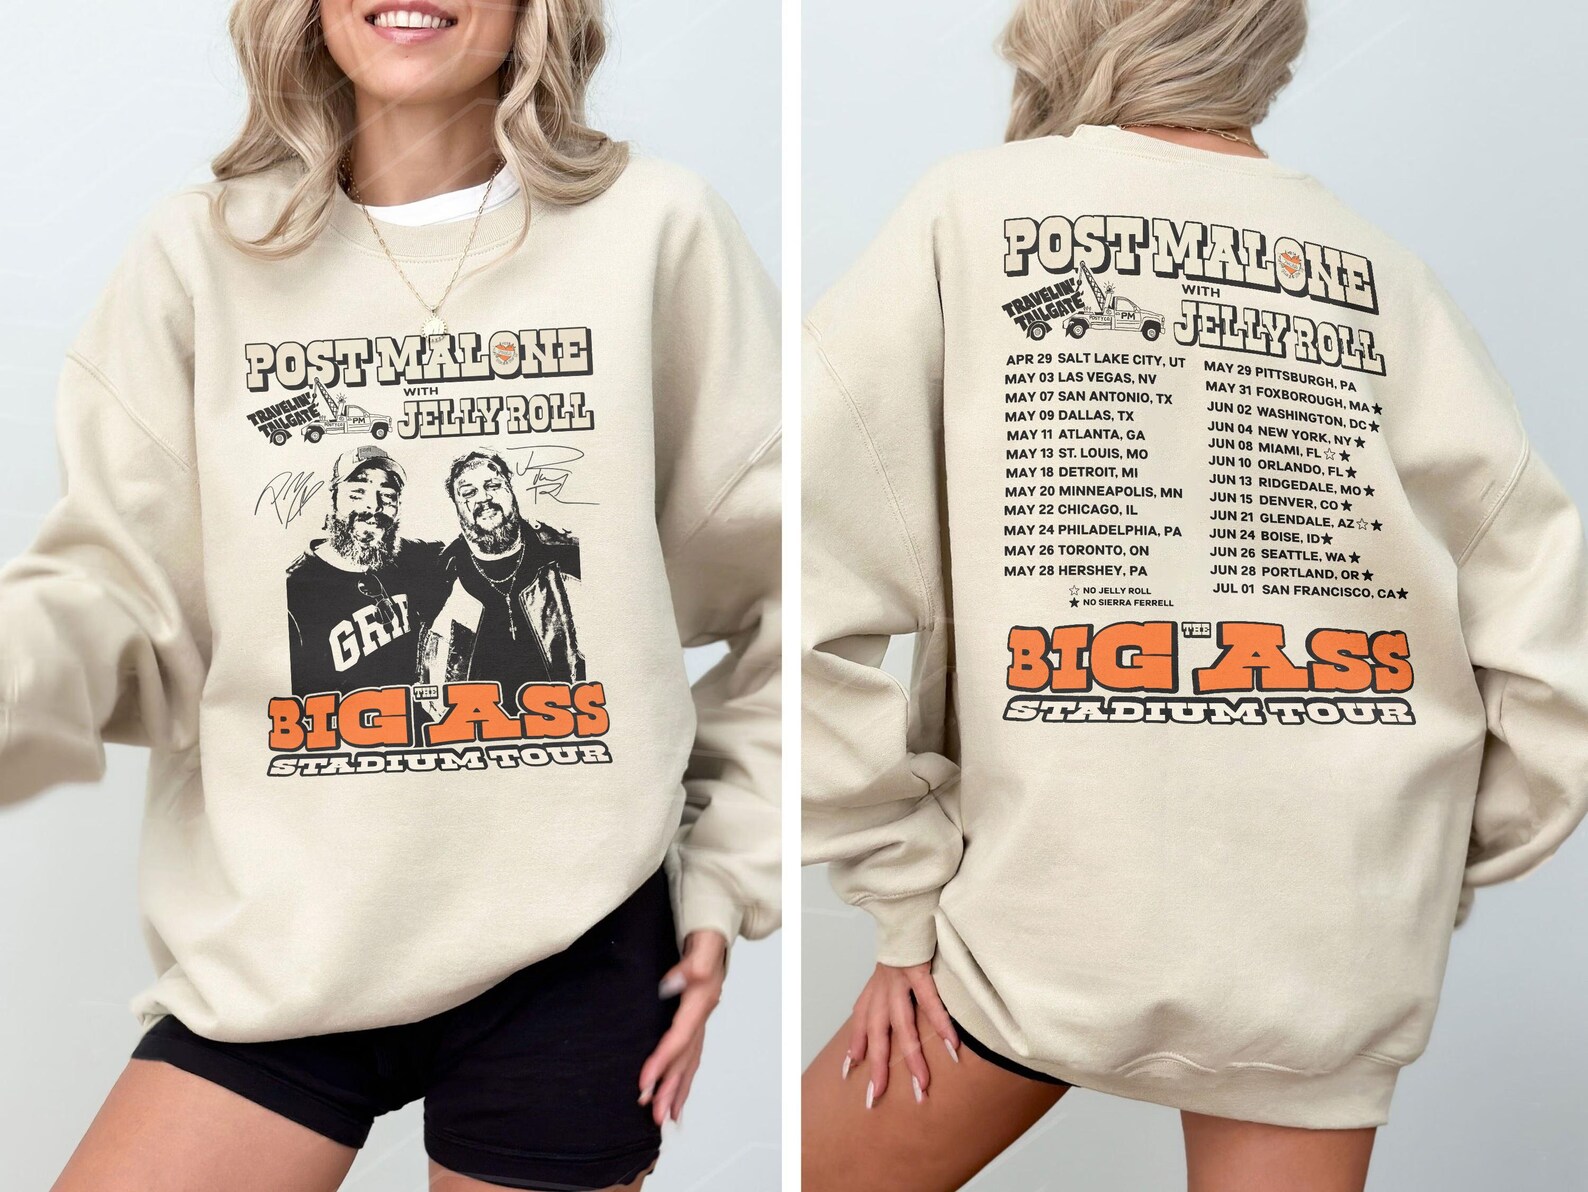 POST MALONE
WITH
TRAVELIN'
TAILGATE
POSTY CO.
PM
JELLY ROLL
GRIP
THE
BIG ASS
STADIUM TOUR
POST MALONE
WITH
TRAVELIN'
TAILGATE
POSTY CO.
PM
JELLY ROLL
APR 29 SALT LAKE CITY, UT
MAY 03 LAS VEGAS, NV
MAY 07 SAN ANTONIO, TX
MAY 09 DALLAS, TX
MAY 11 ATLANTA, GA
MAY 13 ST. LOUIS, MO
MAY 18 DETROIT, MI
MAY 20 MINNEAPOLIS, MN
MAY 22 CHICAGO, IL
MAY 24 PHILADELPHIA, PA
MAY 26 TORONTO, ON
MAY 28 HERSHEY, PA
MAY 29 PITTSBURGH, PA
MAY 31 FOXBOROUGH, MA★
JUN 02 WASHINGTON, DC★
JUN 04 NEW YORK, NY★
JUN 08 MIAMI, FL☆★
JUN 10 ORLANDO, FL★
JUN 13 RIDGEDALE, MO★
JUN 15 DENVER, CO★
JUN 21 GLENDALE, AZ☆★
JUN 24 BOISE, ID★
JUN 26 SEATTLE, WA★
JUN 28 PORTLAND, OR★
JUL 01 SAN FRANCISCO, CA★
☆ NO JELLY ROLL
★ NO SIERRA FERRELL
THE
BIG ASS
STADIUM TOUR